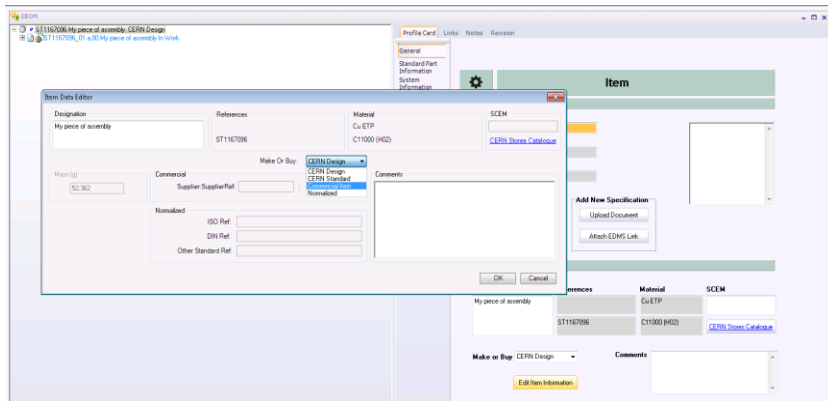 EBOM
ST1167096 My piece of assembly CERN Design
ST1167096_01 a.00 My piece of assembly In Work
Profile Card Links Notes Revision
General
Standard Part
Information
System
Information
Item
Item Data Editor
Designation
My piece of assembly
References
ST1167096
Material
Cu ETP
C11000 (H02)
SCEM
CERN Stores Catalogue
Make Or Buy: CERN Design
CERN Design
CERN Standard
Commercial Item
Normalized
Mass (g)
52,362
Commercial
Supplier:SupplierRef
:
Comments
Normalized
ISO Ref:
DIN Ref:
Other Standard Ref:
OK Cancel
Add New Specification
Upload Document
Attach EDMS Link
erences Material SCEM
My piece of assembly
Cu ETP
ST1167096
C11000 (H02)
CERN Stores Catalogue
Make or Buy CERN Design
Comments
Edit Item Information